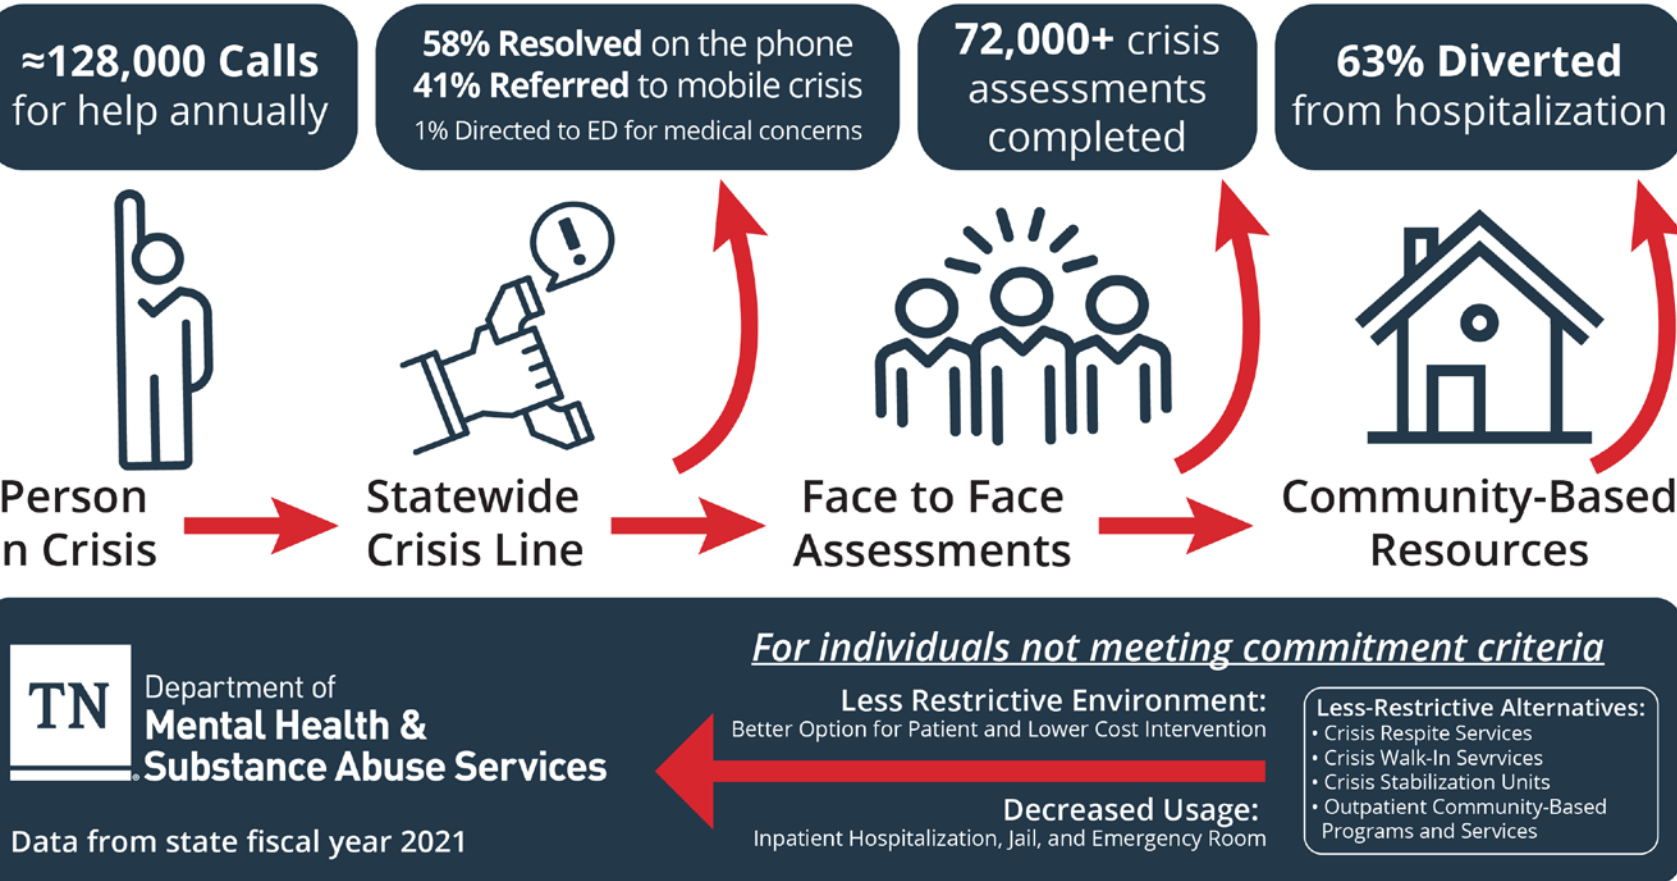 ≈128,000 Calls
for help annually
58% Resolved on the phone
41% Referred to mobile crisis
1% Directed to ED for medical concerns
72,000+ crisis
assessments
completed
63% Diverted
from hospitalization
!
Person
n Crisis
Statewide
Crisis Line
Face to Face
Assessments
Community-Based
Resources
TN
Department of
Mental Health &
Substance Abuse Services
Data from state fiscal year 2021
For individuals not meeting commitment criteria
Less Restrictive Environment:
Better Option for Patient and Lower Cost Intervention
Decreased Usage:
Inpatient Hospitalization, Jail, and Emergency Room
Less-Restrictive Alternatives:
• Crisis Respite Services
• Crisis Walk-In Sevrvices
• Crisis Stabilization Units
• Outpatient Community-Based
Programs and Services